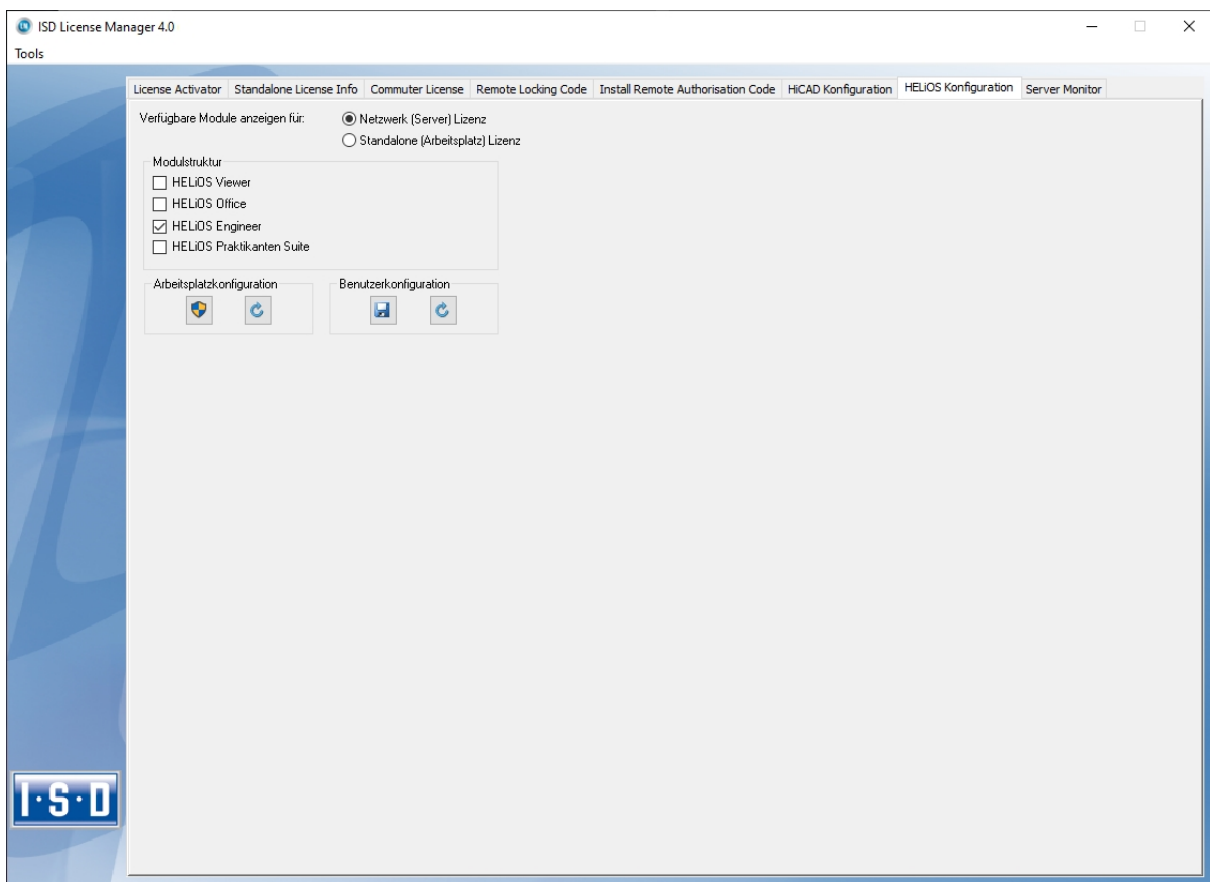 ISD License Manager 4.0
Tools
License Activator Standalone License Info Commuter License Remote Locking Code Install Remote Authorisation Code HiCAD Konfiguration HELiOS Konfiguration Server Monitor
Verfügbare Module anzeigen für: Netzwerk (Server) Lizenz
Standalone (Arbeitsplatz) Lizenz
Modulstruktur
HELiOS Viewer
HELiOS Office
HELiOS Engineer
HELiOS Praktikanten Suite
Arbeitsplatzkonfiguration Benutzerkonfiguration
I·S·D